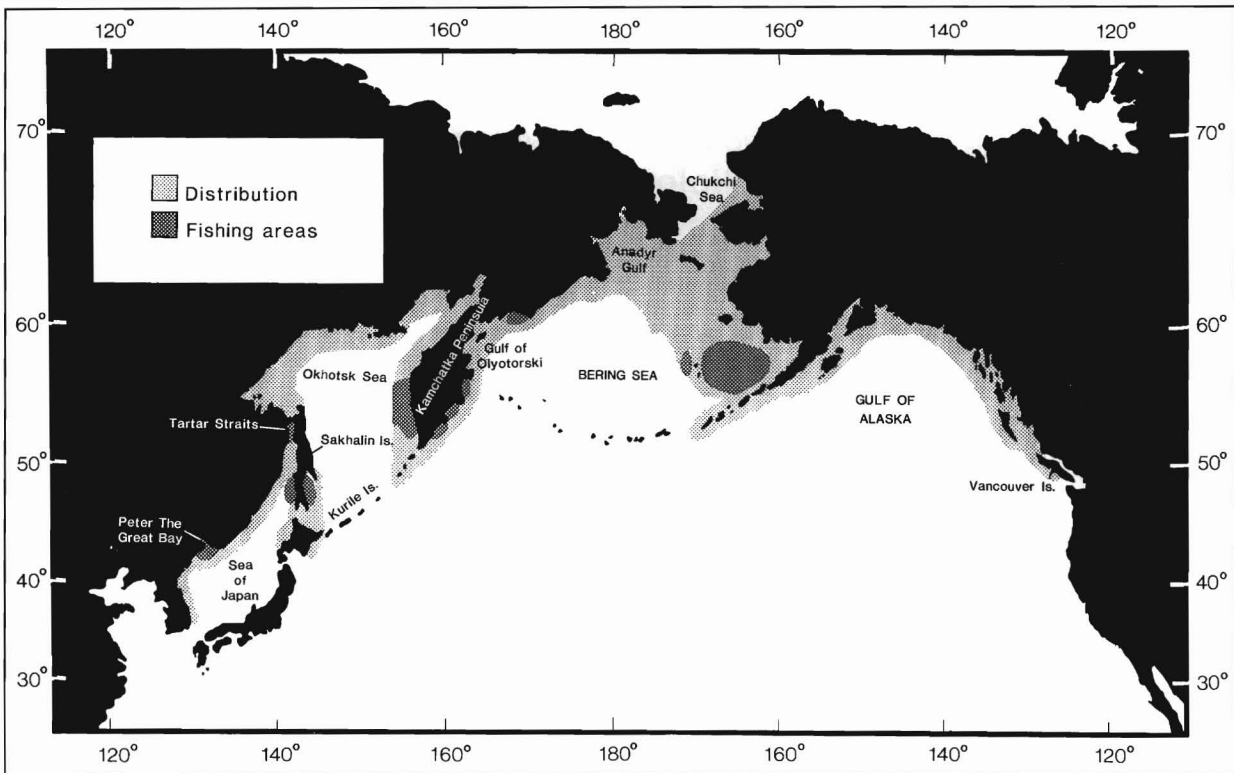 120° 140° 160° 180° 160° 140° 120°
70° 70°
Distribution
Fishing areas
Chukchi
Sea
Anadyr
Gulf
60° 60°
Kamchatka Peninsula
Gulf of
Olyotorski
Okhotsk Sea
BERING SEA
GULF OF
ALASKA
Tartar Straits
Sakhalin Is.
50° 50°
Vancouver Is.
Kurile Is.
Peter The
Great Bay
Sea
of
Japan
40° 40°
30° 30°
120° 140° 160° 180° 160° 140° 120°